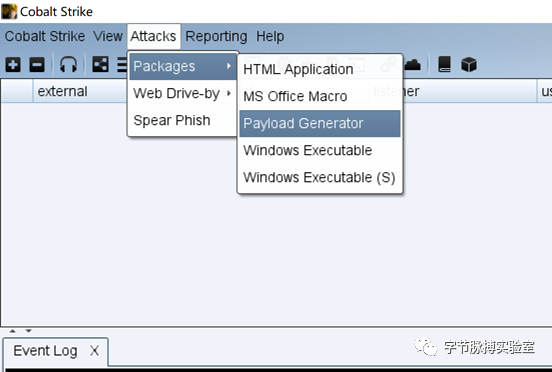 Cobalt Strike
Cobalt Strike View Attacks Reporting Help
Packages
HTML Application
MS Office Macro
Payload Generator
Windows Executable
Windows Executable (S)
Web Drive-by
Spear Phish
external
listener
us
Event Log X
字节脉搏实验室